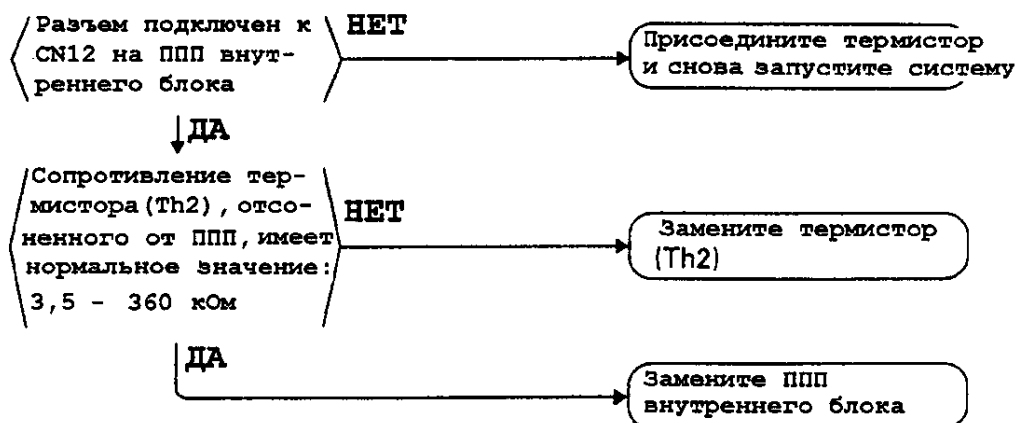 Разъем подключен к
CN12 на ППП внут-
реннего блока
НЕТ
Присоедините термистор
и снова запустите систему
ДА
Сопротивление тер-
мистора (Th2), отсо-
ненного от ППП, имеет
нормальное значение:
3,5 - 360 кОм
НЕТ
Замените термистор
(Th2)
ДА
Замените ППП
внутреннего блока